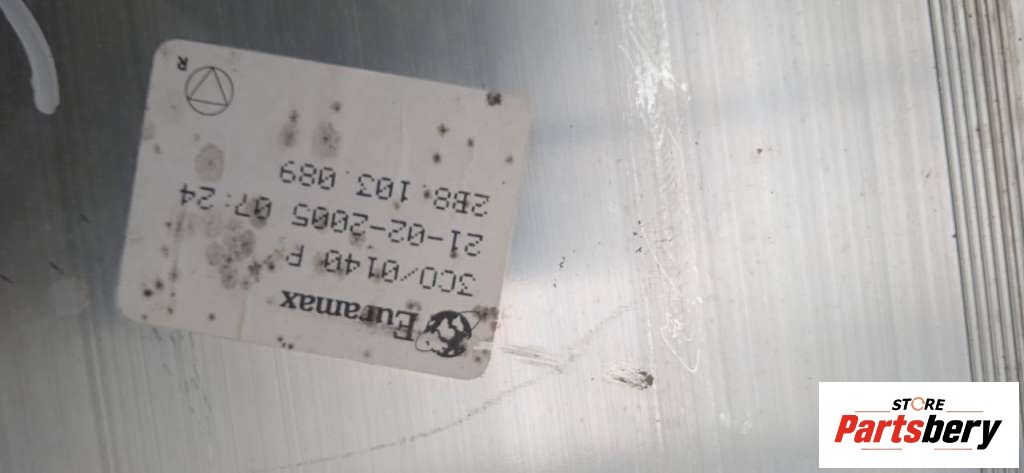 Euramax
3C0/0140 F
21-02-2005 07:24
2B8 103 089
R
STORE
Partsbery